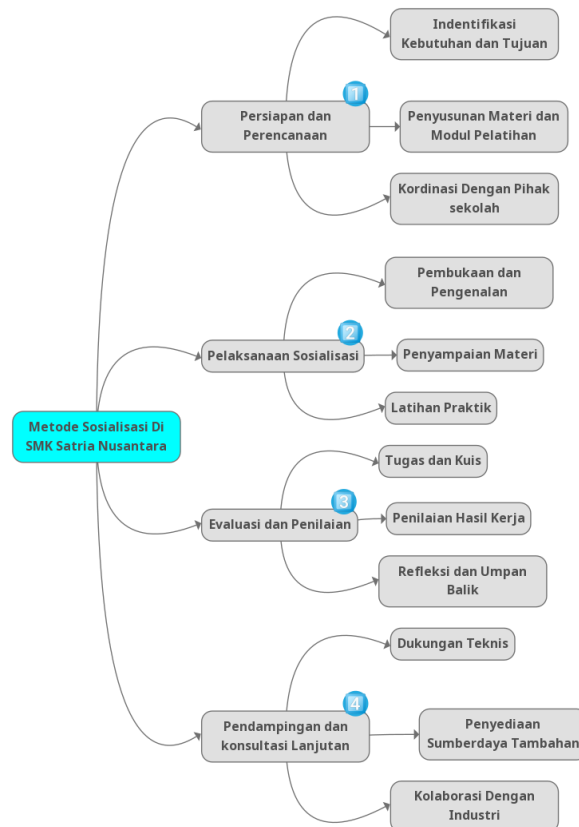 Metode Sosialisasi Di
SMK Satria Nusantara
1
Persiapan dan
Perencanaan
Indentifikasi
Kebutuhan dan Tujuan
Penyusunan Materi dan
Modul Pelatihan
Kordinasi Dengan Pihak
sekolah
2
Pelaksanaan Sosialisasi
Pembukaan dan
Pengenalan
Penyampaian Materi
Latihan Praktik
3
Evaluasi dan Penilaian
Tugas dan Kuis
Penilaian Hasil Kerja
Refleksi dan Umpan
Balik
4
Pendampingan dan
konsultasi Lanjutan
Dukungan Teknis
Penyediaan
Sumberdaya Tambahan
Kolaborasi Dengan
Industri